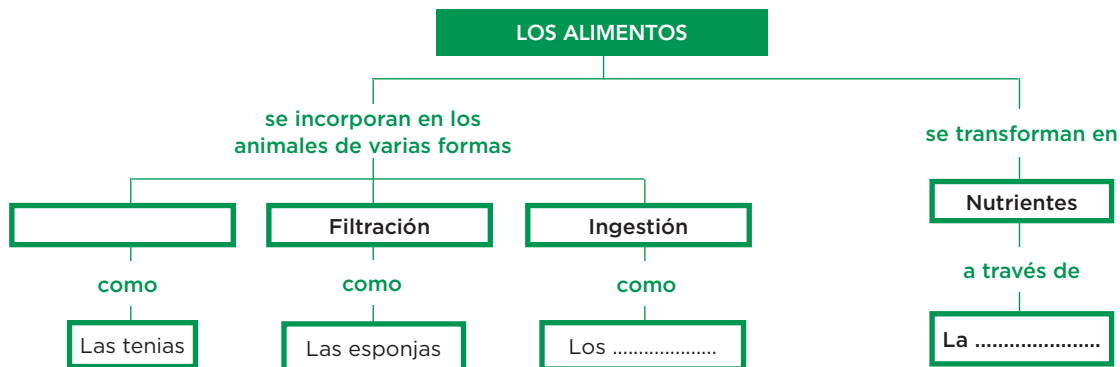 LOS ALIMENTOS
se incorporan en los
animales de varias formas
se transforman en
Filtración
Ingestión
Nutrientes
como
como
como
a través de
Las tenias
Las esponjas
Los ....................
La ......................